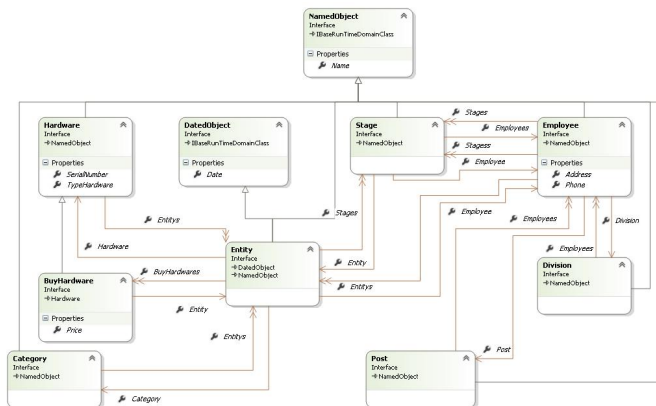 NamedObject
Interface
IBaseRunTimeDomainClass
Properties
Name
Hardware
Interface
NamedObject
Properties
SerialNumber
TypeHardware
DatedObject
Interface
IBaseRunTimeDomainClass
Properties
Date
Stage
Interface
NamedObject
Stages
Employees
Stagess
Employee
Employee
Interface
NamedObject
Properties
Address
Phone
Entitys
Stages
Employee
Employees
Division
Hardware
Entity
Interface
DatedObject
NamedObject
Entity
Employees
BuyHardware
Interface
Hardware
Properties
Price
BuyHardwares
Entitys
Division
Interface
NamedObject
Entity
Entitys
Category
Interface
NamedObject
Post
Interface
NamedObject
Post
Category